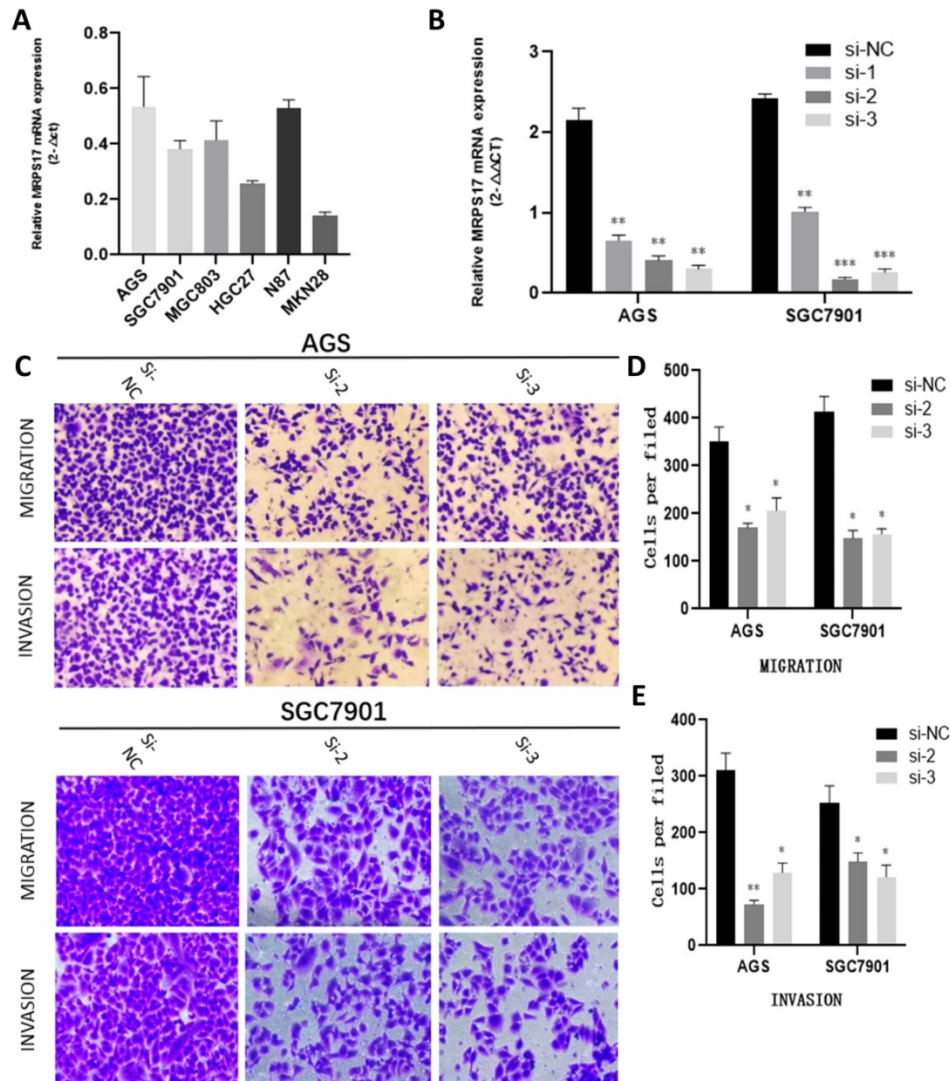 A
Relative MRPS17 mRNA expression
(2-Δct)
0.8
0.6
0.4
0.2
0.0
AGS
SGC7901
MGC803
HGC27
N87
MKN28
B
Relative MRPS17 mRNA expression
(2-ΔΔCT)
3
2
1
0
si-NC
si-1
si-2
si-3
**
**
**
**
***
***
AGS
SGC7901
C
AGS
Si-
NC
Si-2
Si-3
MIGRATION
INVASION
SGC7901
Si-
NC
Si-2
Si-3
MIGRATION
INVASION
D
Cells per filed
500
400
300
200
100
0
si-NC
si-2
si-3
*
*
*
*
AGS
SGC7901
MIGRATION
E
Cells per filed
400
300
200
100
0
si-NC
si-2
si-3
**
*
*
*
AGS
SGC7901
INVASION